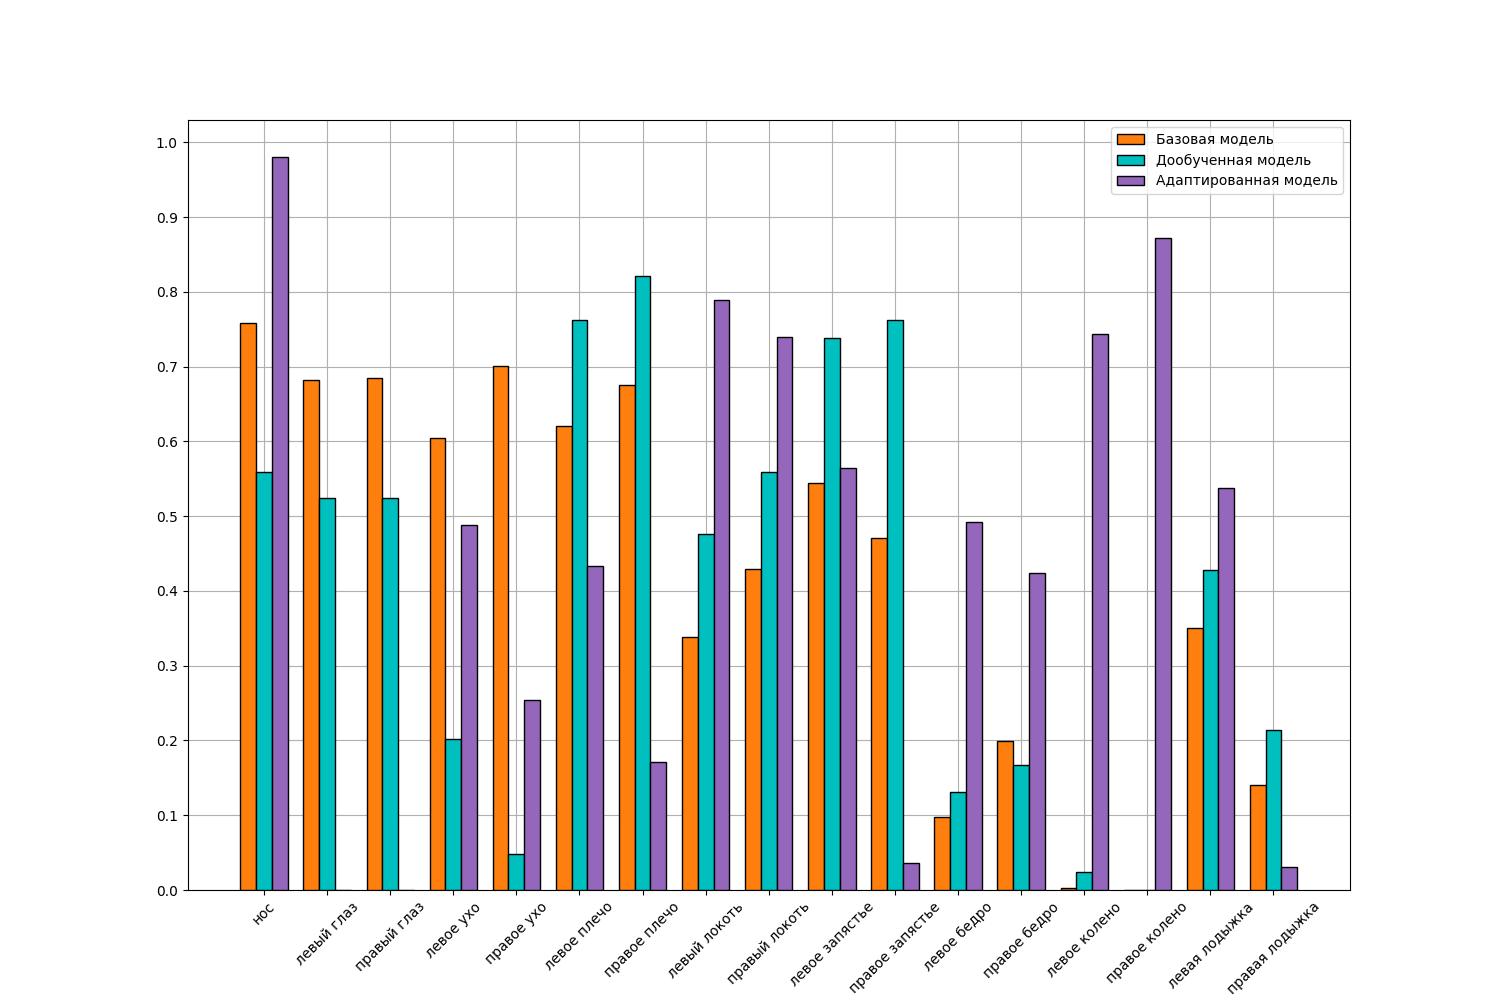 Базовая модель
Дообученная модель
Адаптированная модель
1.0
0.9
0.8
0.7
0.6
0.5
0.4
0.3
0.2
0.1
0.0
нос
левый глаз
правый глаз
левое ухо
правое ухо
левое плечо
правое плечо
левый локоть
правый локоть
левое запястье
правое запястье
левое бедро
правое бедро
левое колено
правое колено
левая лодыжка
правая лодыжка